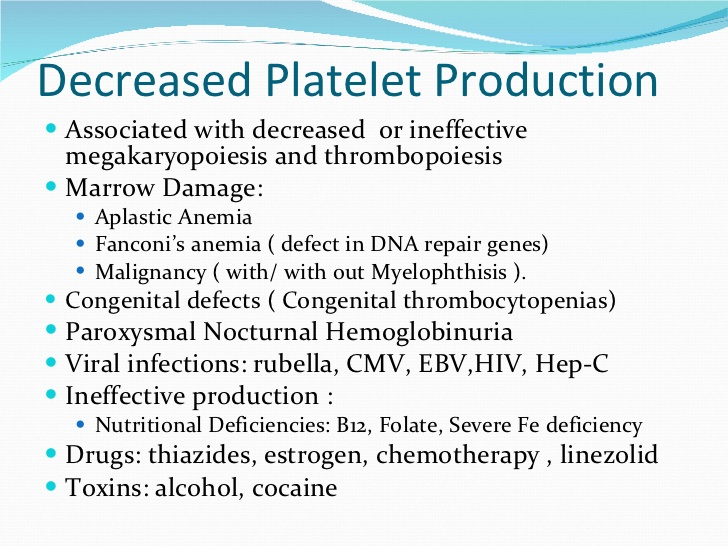 Decreased Platelet Production
• Associated with decreased or ineffective
megakaryopoiesis and thrombopoiesis
• Marrow Damage:
• Aplastic Anemia
• Fanconi's anemia ( defect in DNA repair genes)
• Malignancy ( with/ with out Myelophthisis ).
• Congenital defects ( Congenital thrombocytopenias)
• Paroxysmal Nocturnal Hemoglobinuria
• Viral infections: rubella, CMV, EBV,HIV, Hep-C
• Ineffective production :
• Nutritional Deficiencies: B12, Folate, Severe Fe deficiency
• Drugs: thiazides, estrogen, chemotherapy , linezolid
• Toxins: alcohol, cocaine